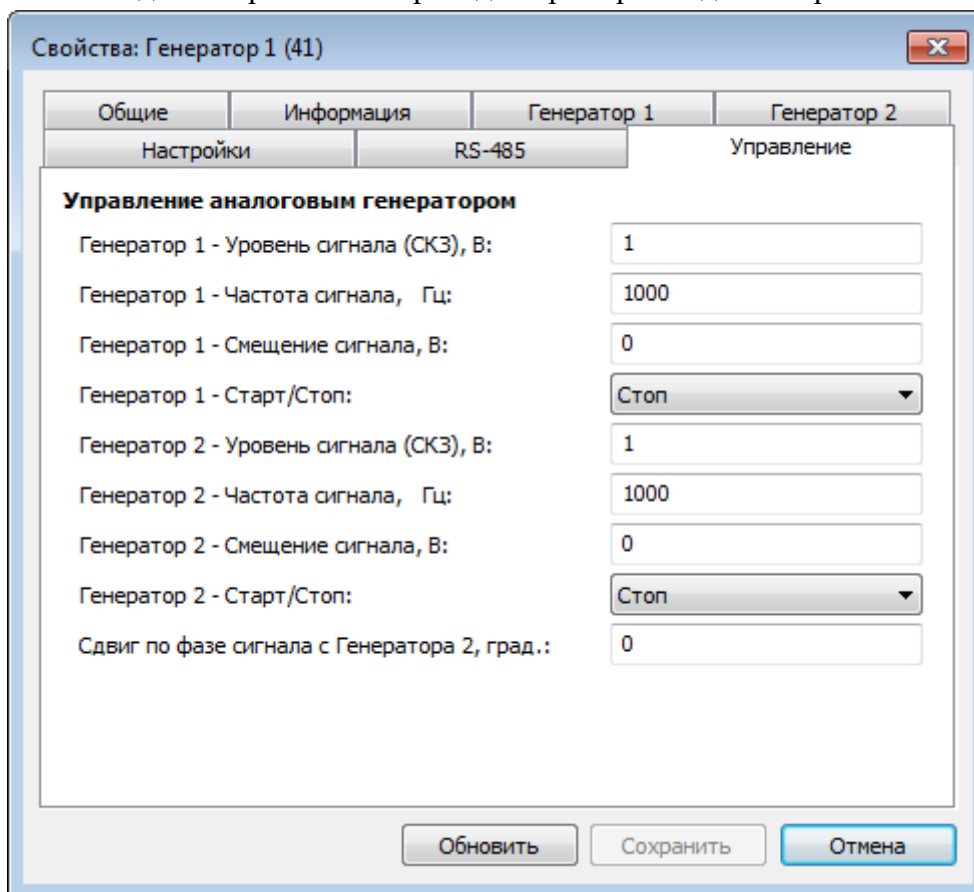 Свойства: Генератор 1 (41)
Общие Информация Генератор 1 Генератор 2
Настройки RS-485 Управление
Управление аналоговым генератором
Генератор 1 - Уровень сигнала (СКЗ), В: 1
Генератор 1 - Частота сигнала, Гц: 1000
Генератор 1 - Смещение сигнала, В: 0
Генератор 1 - Старт/Стоп: Стоп
Генератор 2 - Уровень сигнала (СКЗ), В: 1
Генератор 2 - Частота сигнала, Гц: 1000
Генератор 2 - Смещение сигнала, В: 0
Генератор 2 - Старт/Стоп: Стоп
Сдвиг по фазе сигнала с Генератора 2, град.: 0
Обновить Сохранить Отмена